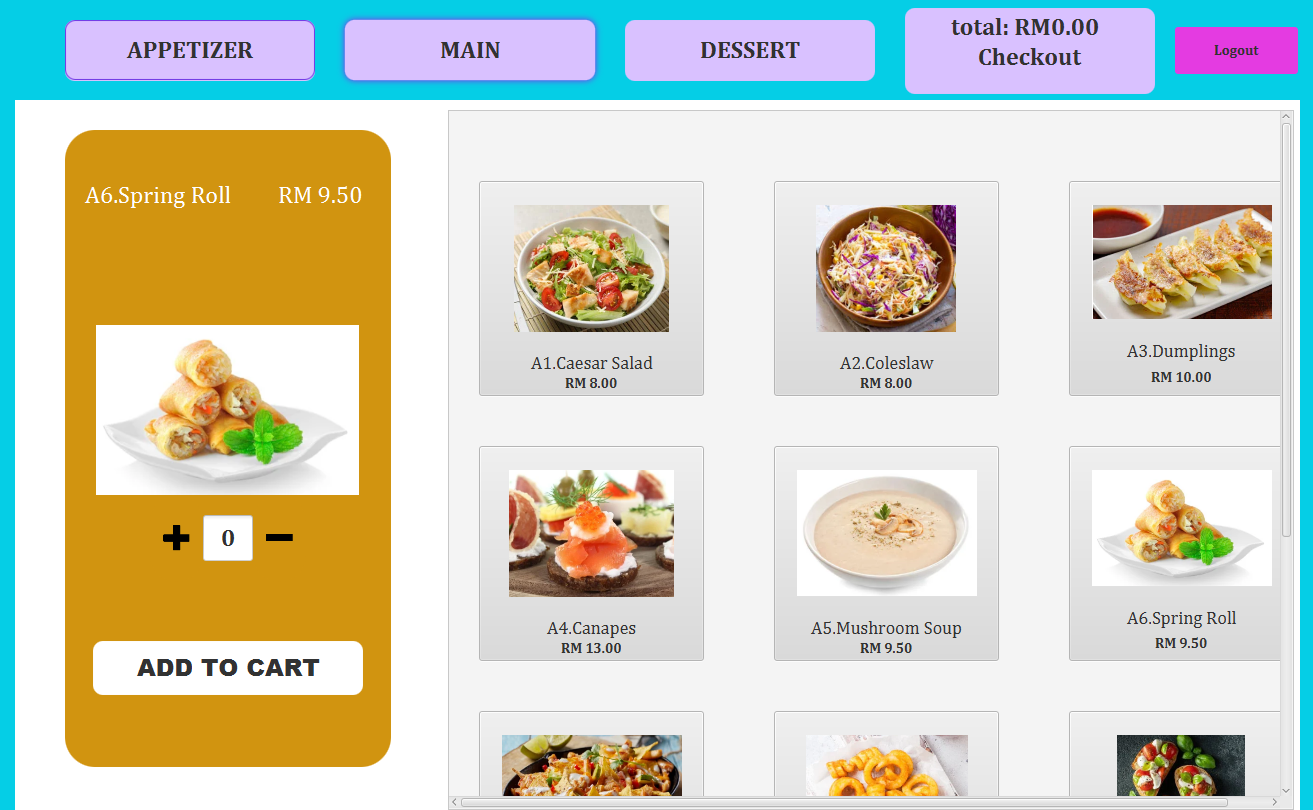 APPETIZER
MAIN
DESSERT
total: RM0.00
Checkout
Logout
A6.Spring Roll RM 9.50
0
ADD TO CART
A1.Caesar Salad
RM 8.00
A2.Coleslaw
RM 8.00
A3.Dumplings
RM 10.00
A4.Canapes
RM 13.00
A5.Mushroom Soup
RM 9.50
A6.Spring Roll
RM 9.50